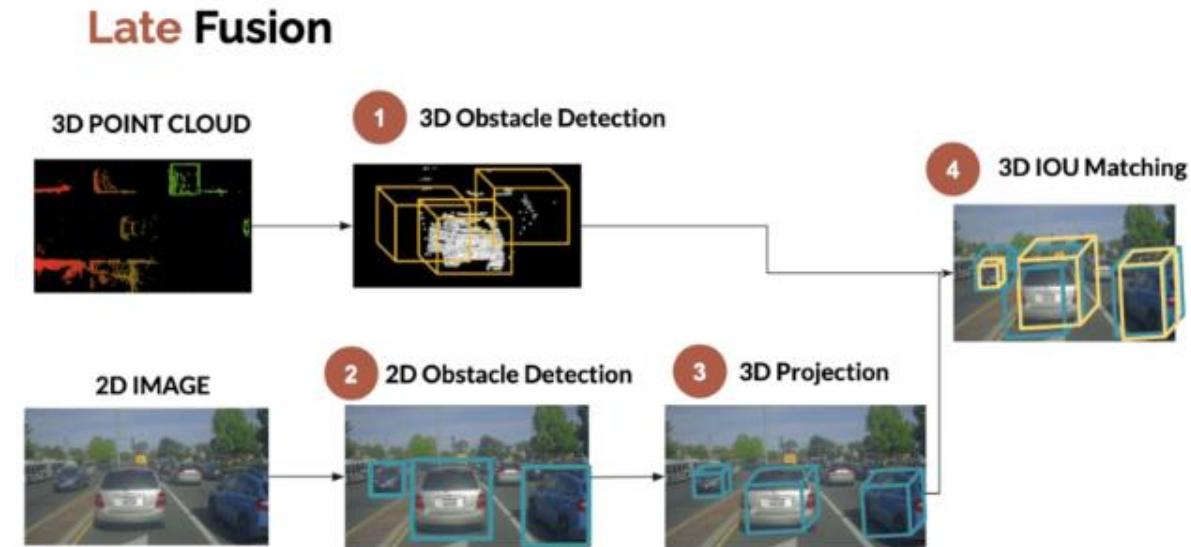 Late Fusion
3D POINT CLOUD
1 3D Obstacle Detection
4 3D IOU Matching
2D IMAGE
2 2D Obstacle Detection
3 3D Projection